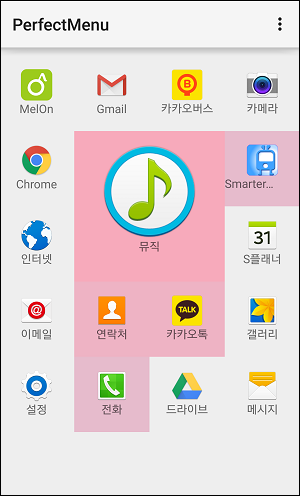 PerfectMenu
MelOn
Gmail
카카오버스
카메라
Chrome
뮤직
Smarter...
인터넷
31
S플래너
이메일
연락처
TALK
카카오톡
갤러리
설정
전화
드라이브
메시지